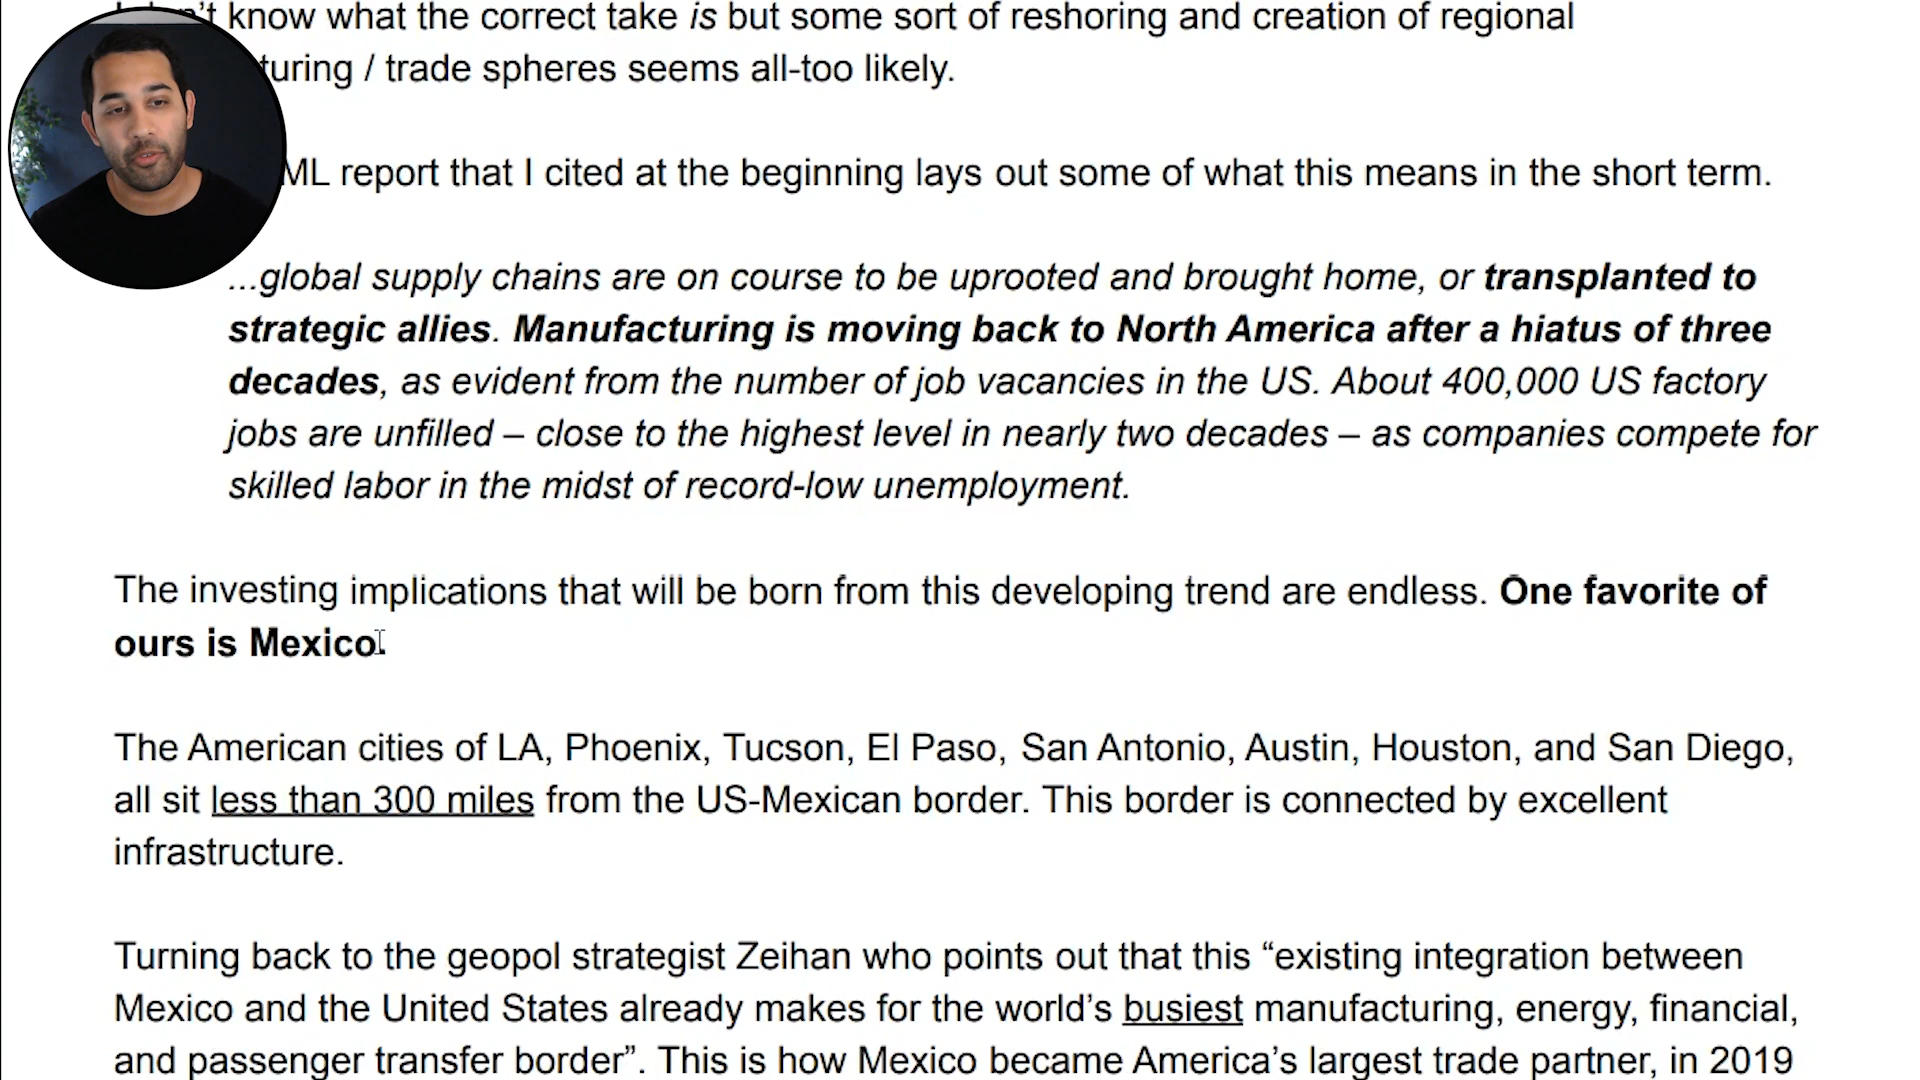 know what the correct take is but some sort of reshoring and creation of regional
turing / trade spheres seems all-too likely.
ML report that I cited at the beginning lays out some of what this means in the short term.
...global supply chains are on course to be uprooted and brought home, or transplanted to
strategic allies. Manufacturing is moving back to North America after a hiatus of three
decades, as evident from the number of job vacancies in the US. About 400,000 US factory
jobs are unfilled – close to the highest level in nearly two decades – as companies compete for
skilled labor in the midst of record-low unemployment.
The investing implications that will be born from this developing trend are endless. One favorite of
ours is Mexico.
The American cities of LA, Phoenix, Tucson, El Paso, San Antonio, Austin, Houston, and San Diego,
all sit less than 300 miles from the US-Mexican border. This border is connected by excellent
infrastructure.
Turning back to the geopol strategist Zeihan who points out that this “existing integration between
Mexico and the United States already makes for the world’s busiest manufacturing, energy, financial,
and passenger transfer border”. This is how Mexico became America’s largest trade partner, in 2019